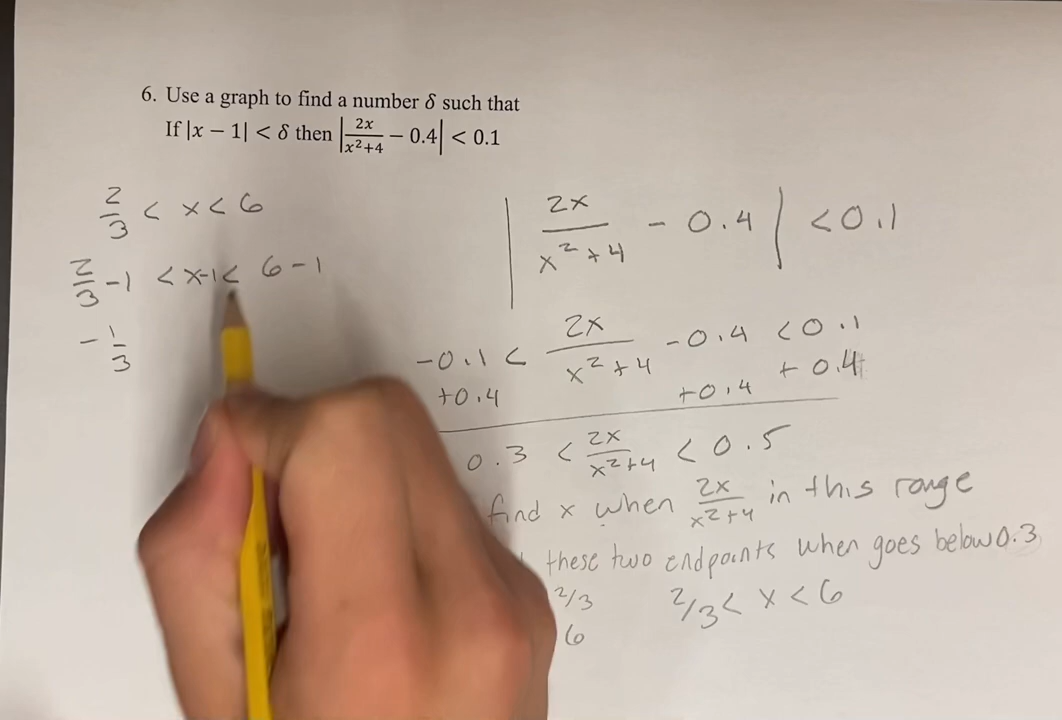 6. Use a graph to find a number δ such that
If |x − 1| < δ then |2x/(x²+4) − 0.4| < 0.1
2/3 < x < 6
2/3 - 1 < x-1 < 6 - 1
- 1/3
| 2x/(x²+4) - 0.4 | < 0.1
-0.1 < 2x/(x²+4) - 0.4 < 0.1
+0.4 +0.4 +0.4
0.3 < 2x/(x²+4) < 0.5
find x when 2x/(x²+4) in this range
these two endpoints when goes below 0.3
2/3 2/3 < x < 6
6